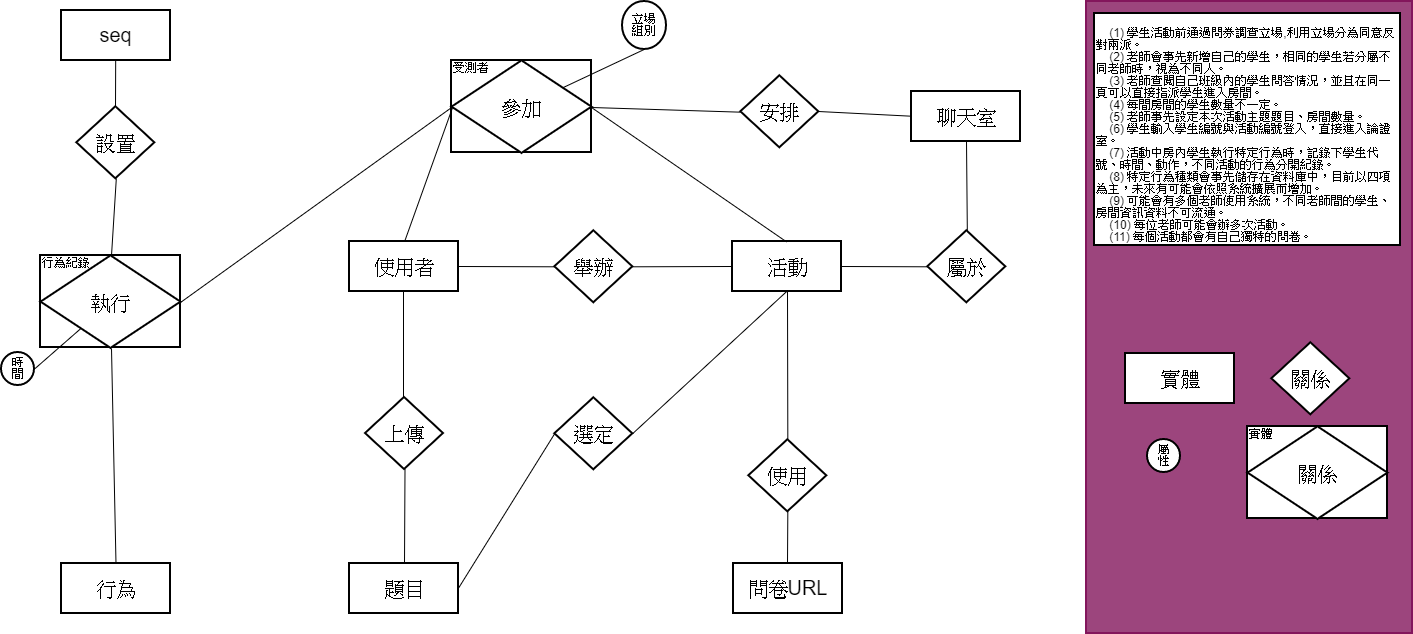 seq
設置
行為紀錄
執行
時
間
行為
立場
組別
受測者
參加
安排
聊天室
使用者
舉辦
活動
屬於
上傳
選定
使用
題目
問卷URL
(1) 學生活動前通過問券調查立場,利用立場分為同意反
對兩派。
(2) 老師會事先新增自己的學生，相同的學生若分屬不
同老師時，視為不同人。
(3) 老師查閱自己班級內的學生問答情況，並且在同一
頁可以直接指派學生進入房間。
(4) 每間房間的學生數量不一定。
(5) 老師事先設定本次活動主題題目、房間數量。
(6) 學生輸入學生編號與活動編號登入，直接進入論證
室。
(7) 活動中房內學生執行特定行為時，記錄下學生代
號、時間、動作，不同活動的行為分開紀錄。
(8) 特定行為種類會事先儲存在資料庫中，目前以四項
為主，未來有可能會依照系統擴展而增加。
(9) 可能會有多個老師使用系統，不同老師間的學生、
房間資訊資料不可流通。
(10) 每位老師可能會辦多次活動。
(11) 每個活動都會有自己獨特的問卷。
實體
關係
屬
性
實體
關係